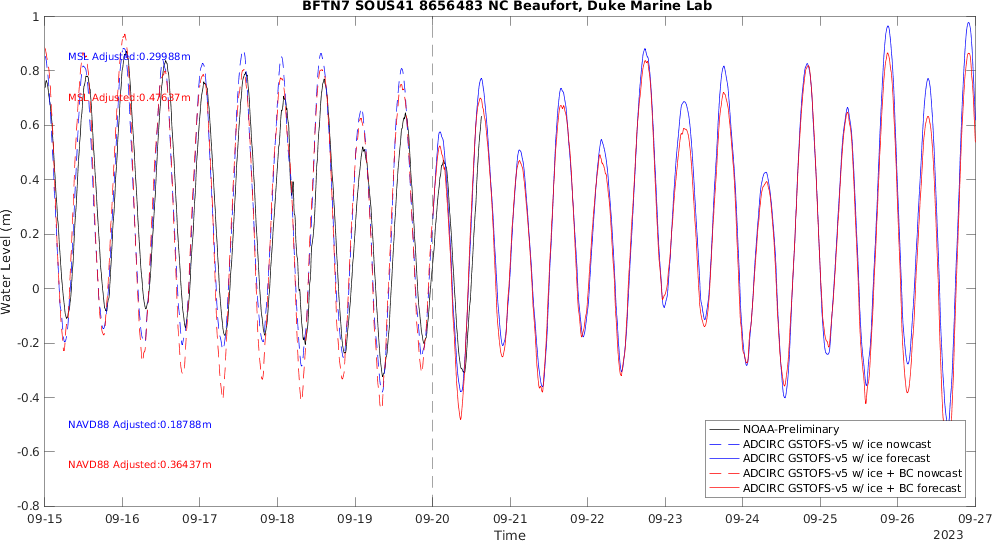 BFTN7 SOUS41 8656483 NC Beaufort, Duke Marine Lab
1
0.8
0.6
0.4
0.2
0
-0.2
-0.4
-0.6
-0.8
Water Level (m)
MSL Adjusted:0.29988m
MSL Adjusted:0.47637m
NAVD88 Adjusted:0.18788m
NAVD88 Adjusted:0.36437m
NOAA-Preliminary
ADCIRC GSTOFS-v5 w/ ice nowcast
ADCIRC GSTOFS-v5 w/ ice forecast
ADCIRC GSTOFS-v5 w/ ice + BC nowcast
ADCIRC GSTOFS-v5 w/ ice + BC forecast
09-15 09-16 09-17 09-18 09-19 09-20 09-21 09-22 09-23 09-24 09-25 09-26 09-27
Time
2023